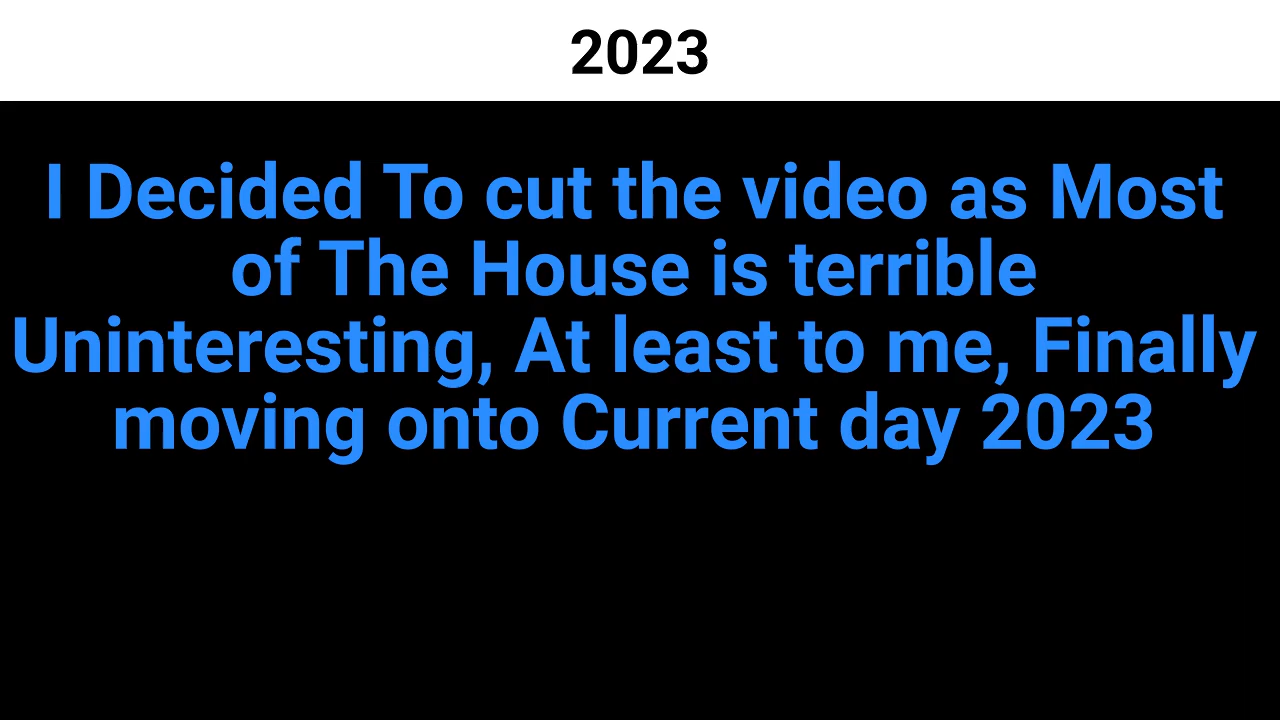 2023
I Decided To cut the video as Most
of The House is terrible
Uninteresting, At least to me, Finally
moving onto Current day 2023